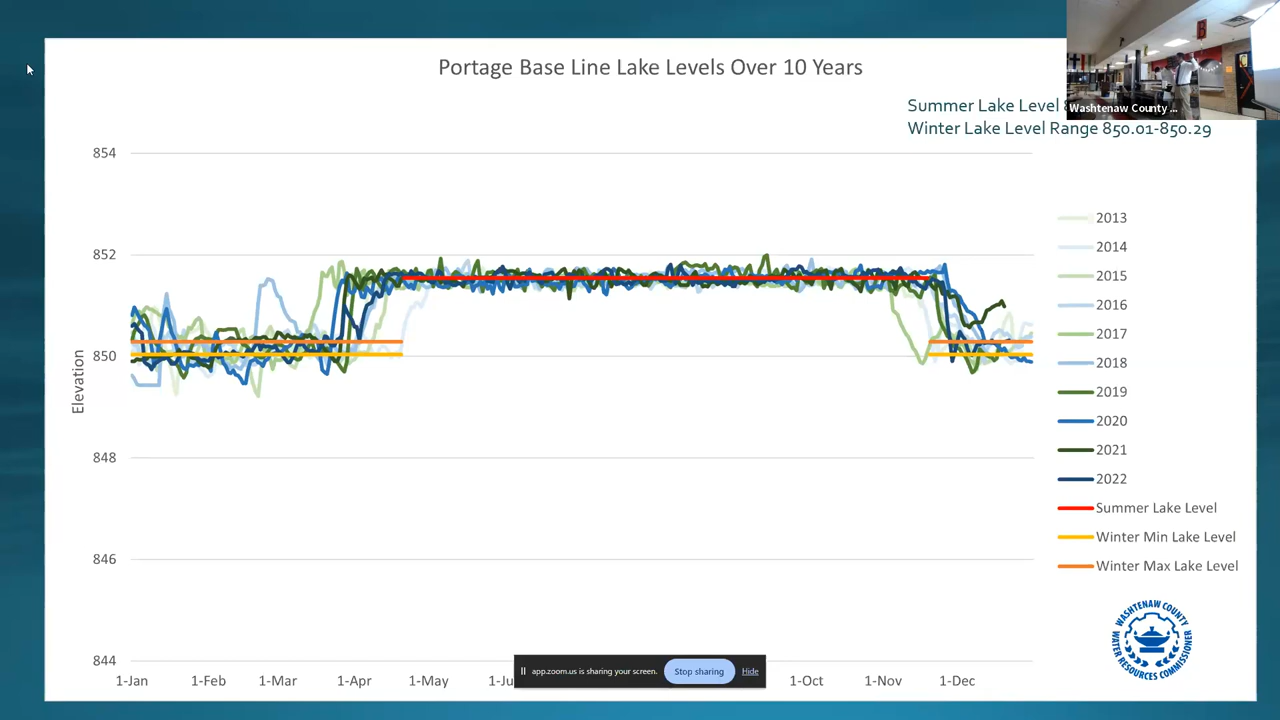 Portage Base Line Lake Levels Over 10 Years
Summer Lake Level
Winter Lake Level Range 850.01-850.29
Washtenaw County ...
854
852
850
848
846
844
Elevation
1-Jan
1-Feb
1-Mar
1-Apr
1-May
1-Oct
1-Nov
1-Dec
2013
2014
2015
2016
2017
2018
2019
2020
2021
2022
Summer Lake Level
Winter Min Lake Level
Winter Max Lake Level
app.zoom.us is sharing your screen.
Stop sharing
Hide
WASHTENAW COUNTY
WATER RESOURCES COMMISSIONER